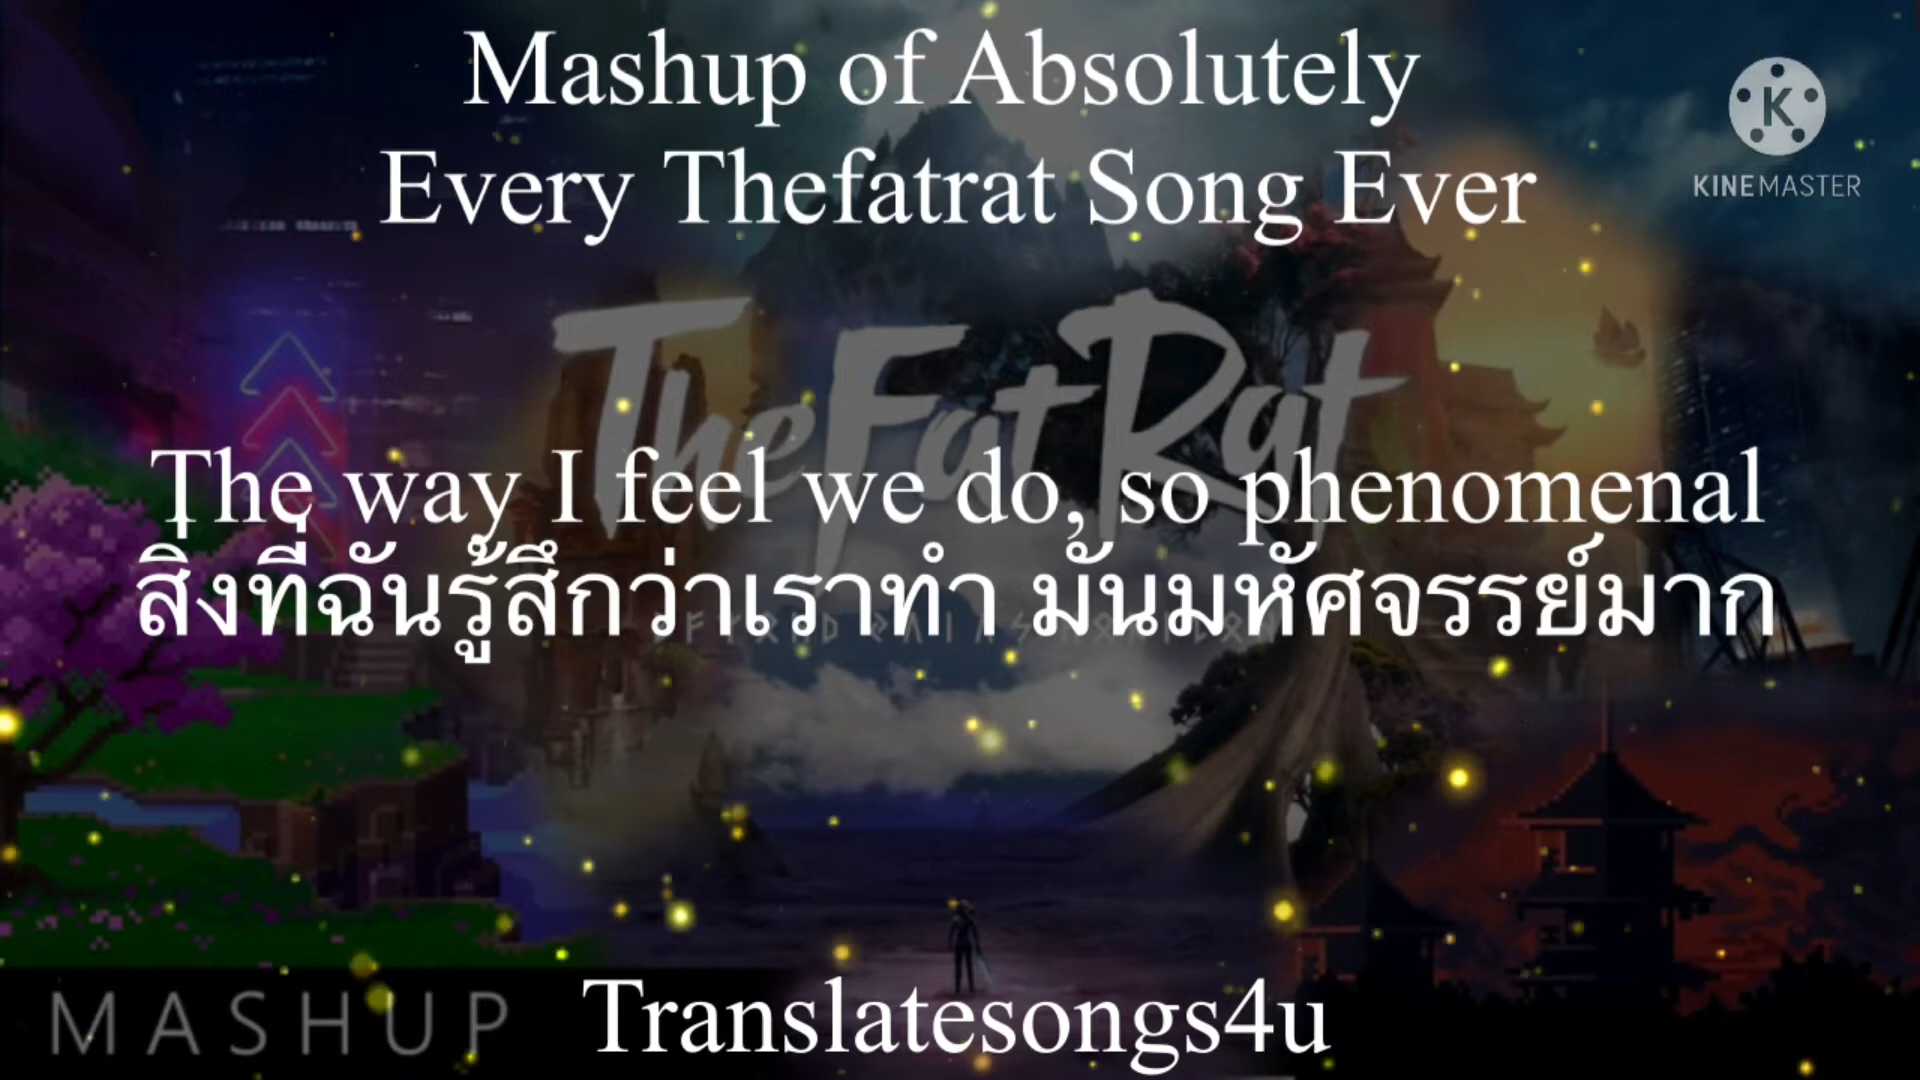 Mashup of Absolutely
Every Thefatrat Song Ever
K
KINEMASTER
TheFatRat
The way I feel we do, so phenomenal
สิ่งที่ฉันรู้สึกว่าเราทำ มันมหัศจรรย์มาก
MASHUP
Translatesongs4u